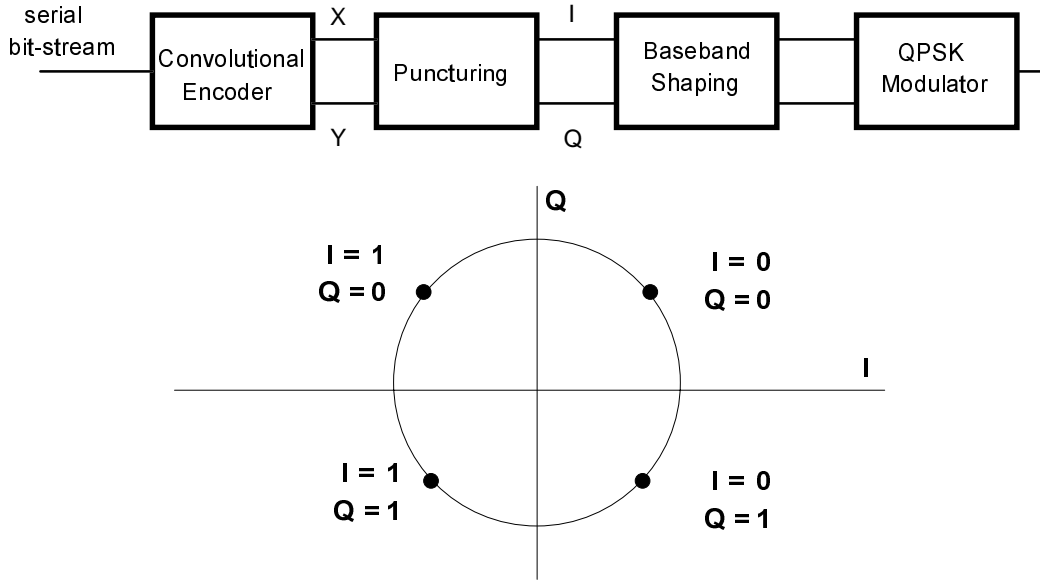 serial
bit-stream
Convolutional
Encoder
X
Y
Puncturing
I
Q
Baseband
Shaping
QPSK
Modulator
Q
I = 1
Q = 0
I = 0
Q = 0
I
I = 1
Q = 1
I = 0
Q = 1